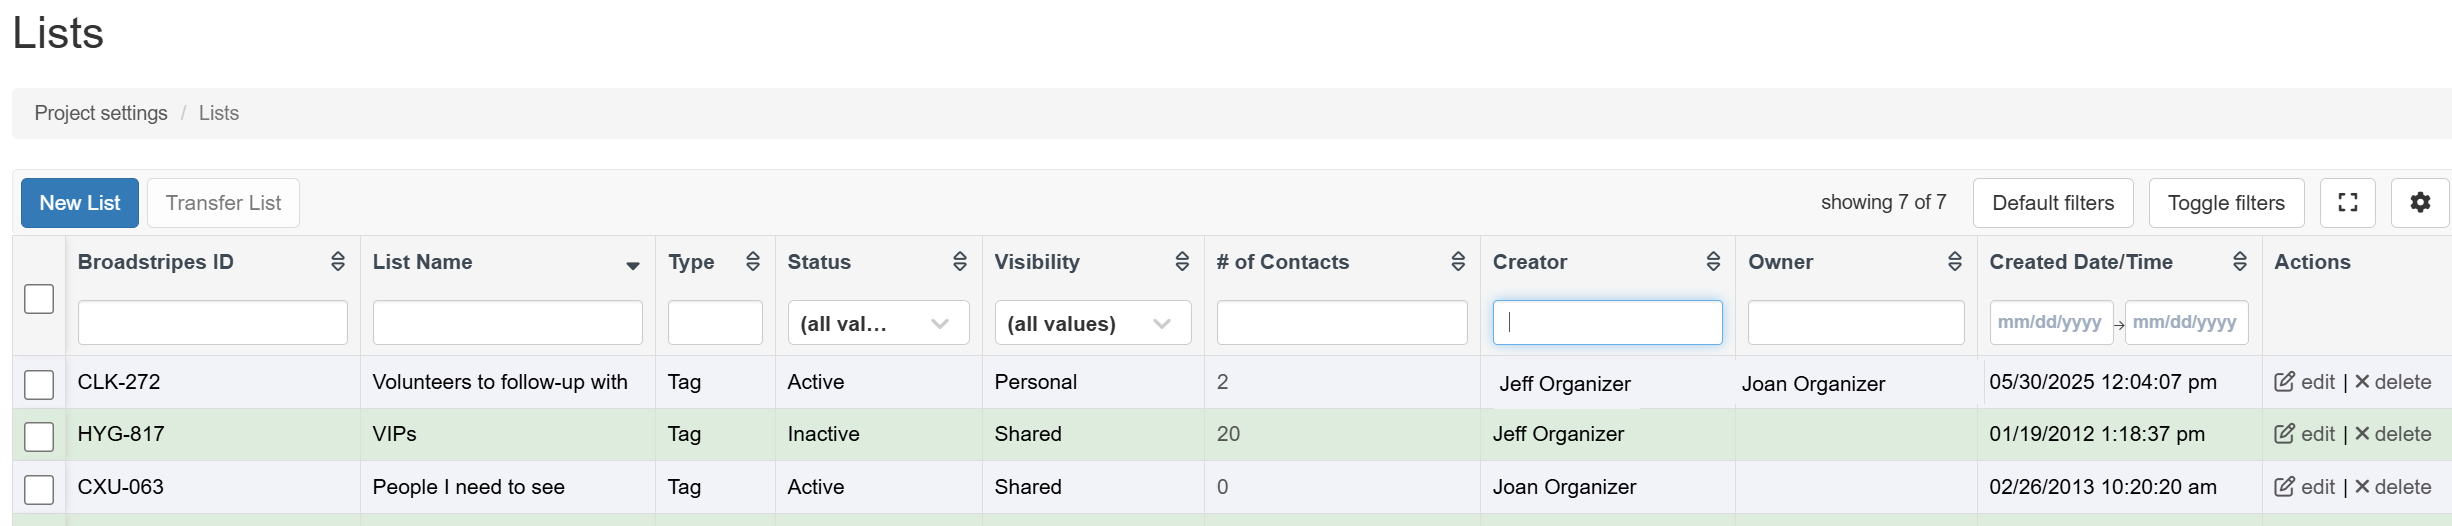 Lists
Project settings / Lists
New List Transfer List showing 7 of 7 Default filters Toggle filters
Broadstripes ID List Name Type Status Visibility # of Contacts Creator Owner Created Date/Time Actions
(all val... (all values) mm/dd/yyyy → mm/dd/yyyy
CLK-272 Volunteers to follow-up with Tag Active Personal 2 Jeff Organizer Joan Organizer 05/30/2025 12:04:07 pm edit | × delete
HYG-817 VIPs Tag Inactive Shared 20 Jeff Organizer 01/19/2012 1:18:37 pm edit | × delete
CXU-063 People I need to see Tag Active Shared 0 Joan Organizer 02/26/2013 10:20:20 am edit | × delete